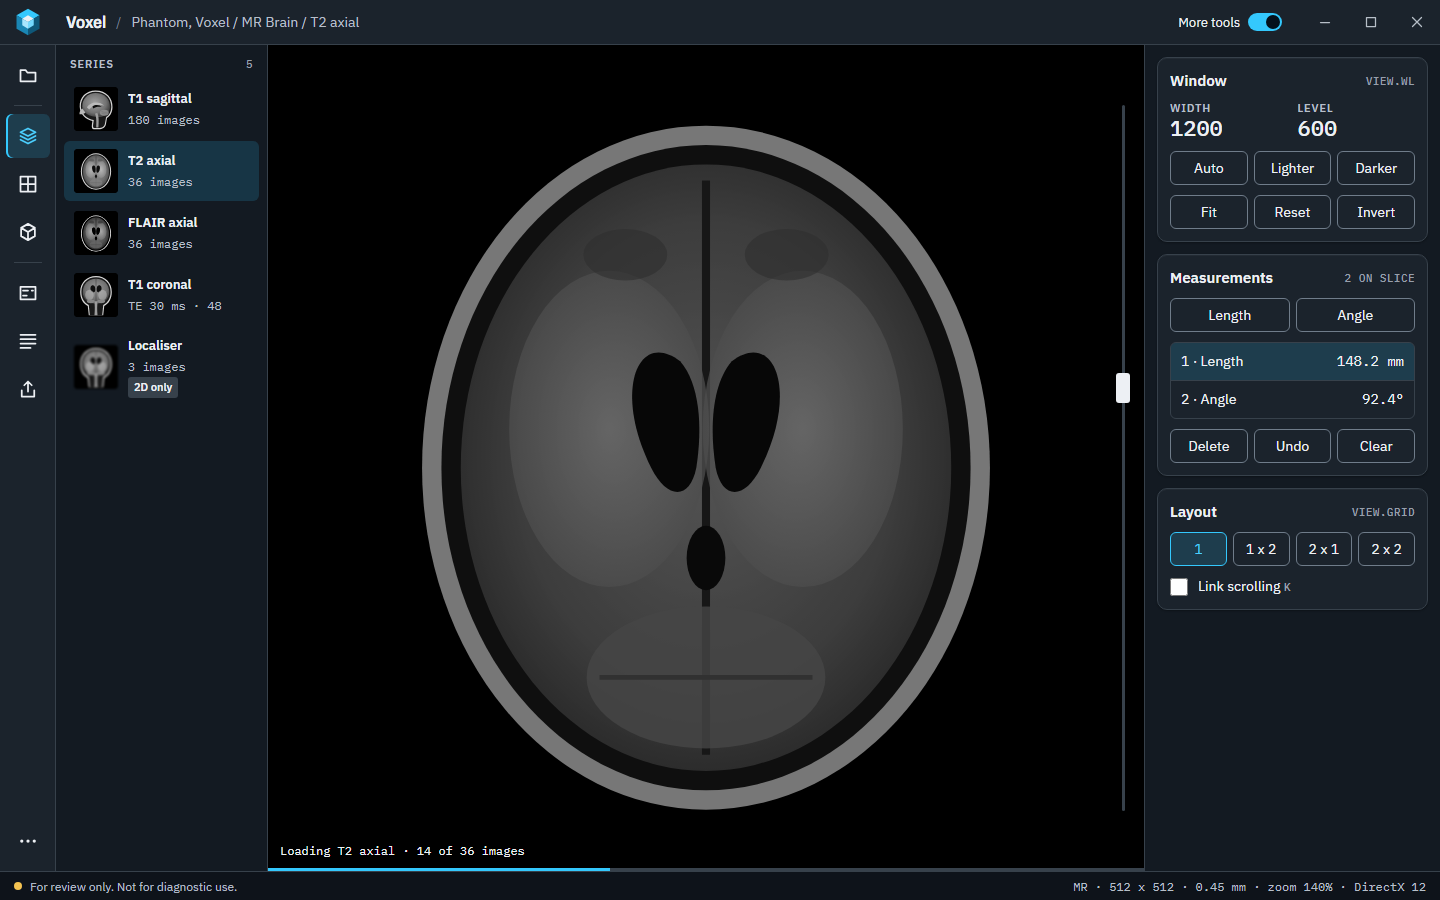 Voxel / Phantom, Voxel / MR Brain / T2 axial
More tools
SERIES 5
T1 sagittal
180 images
T2 axial
36 images
FLAIR axial
36 images
T1 coronal
TE 30 ms · 48
Localiser
3 images
2D only
Loading T2 axial · 14 of 36 images
Window VIEW.WL
WIDTH LEVEL
1200 600
Auto Lighter Darker
Fit Reset Invert
Measurements 2 ON SLICE
Length Angle
1 · Length 148.2 mm
2 · Angle 92.4°
Delete Undo Clear
Layout VIEW.GRID
1 1 x 2 2 x 1 2 x 2
Link scrolling K
For review only. Not for diagnostic use.
MR · 512 x 512 · 0.45 mm · zoom 140% · DirectX 12